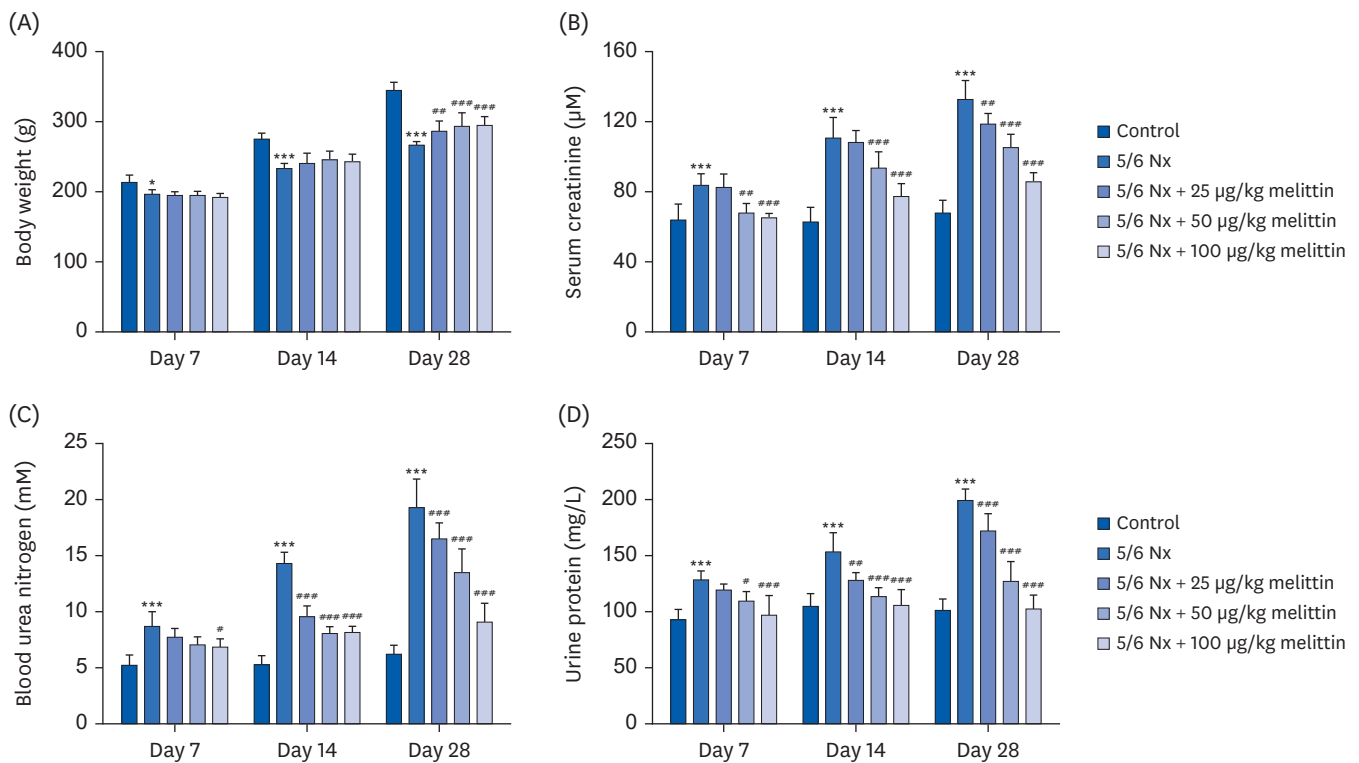 (A)
Body weight (g)
400
300
200
100
0
*
***
***
##
###
###
Day 7
Day 14
Day 28
(B)
Serum creatinine (µM)
160
120
80
40
0
***
##
###
***
###
###
***
##
###
###
Day 7
Day 14
Day 28
Control
5/6 Nx
5/6 Nx + 25 µg/kg melittin
5/6 Nx + 50 µg/kg melittin
5/6 Nx + 100 µg/kg melittin
(C)
Blood urea nitrogen (mM)
25
20
15
10
5
0
***
#
***
###
###
###
***
###
###
###
Day 7
Day 14
Day 28
(D)
Urine protein (mg/L)
250
200
150
100
50
0
***
#
###
***
##
###
###
***
###
###
###
Day 7
Day 14
Day 28
Control
5/6 Nx
5/6 Nx + 25 µg/kg melittin
5/6 Nx + 50 µg/kg melittin
5/6 Nx + 100 µg/kg melittin